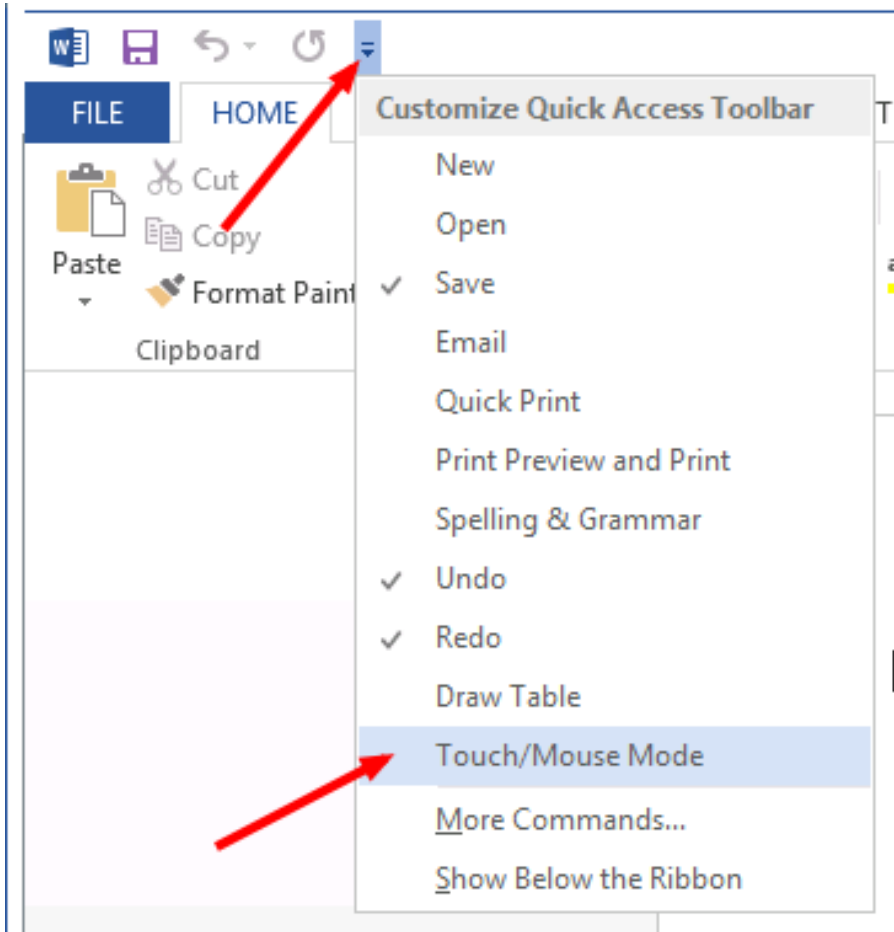 FILE
HOME
Cut
Copy
Paste
Format Paint
Clipboard
Customize Quick Access Toolbar
New
Open
Save
Email
Quick Print
Print Preview and Print
Spelling & Grammar
Undo
Redo
Draw Table
Touch/Mouse Mode
More Commands...
Show Below the Ribbon